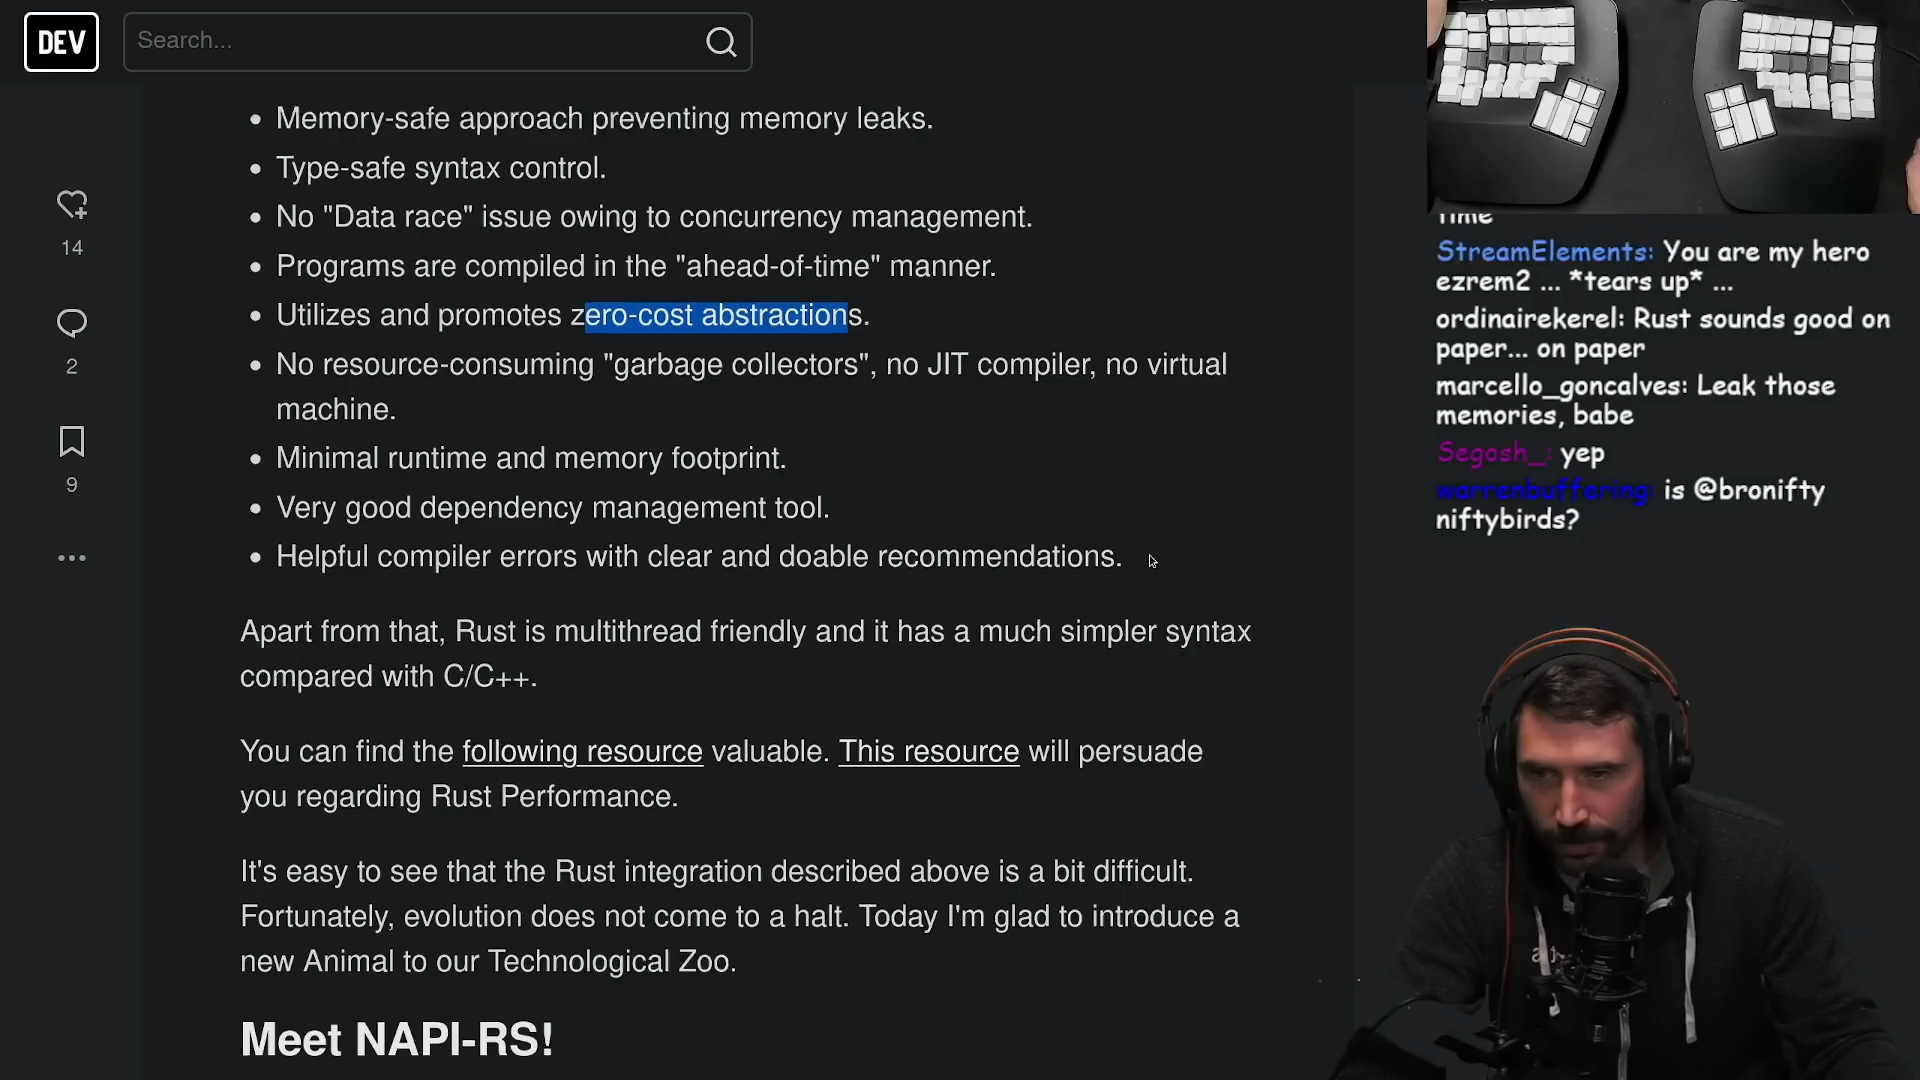 DEV
Search...
• Memory-safe approach preventing memory leaks.
• Type-safe syntax control.
• No "Data race" issue owing to concurrency management.
• Programs are compiled in the "ahead-of-time" manner.
• Utilizes and promotes zero-cost abstractions.
• No resource-consuming "garbage collectors", no JIT compiler, no virtual
machine.
• Minimal runtime and memory footprint.
• Very good dependency management tool.
• Helpful compiler errors with clear and doable recommendations.
14
2
9
Apart from that, Rust is multithread friendly and it has a much simpler syntax
compared with C/C++.
You can find the following resource valuable. This resource will persuade
you regarding Rust Performance.
It's easy to see that the Rust integration described above is a bit difficult.
Fortunately, evolution does not come to a halt. Today I'm glad to introduce a
new Animal to our Technological Zoo.
Meet NAPI-RS!
time
StreamElements: You are my hero
ezrem2 ... *tears up* ...
ordinairekerel: Rust sounds good on
paper... on paper
marcello_goncalves: Leak those
memories, babe
Segosh_: yep
warrenbuffering: is @bronifty
niftybirds?